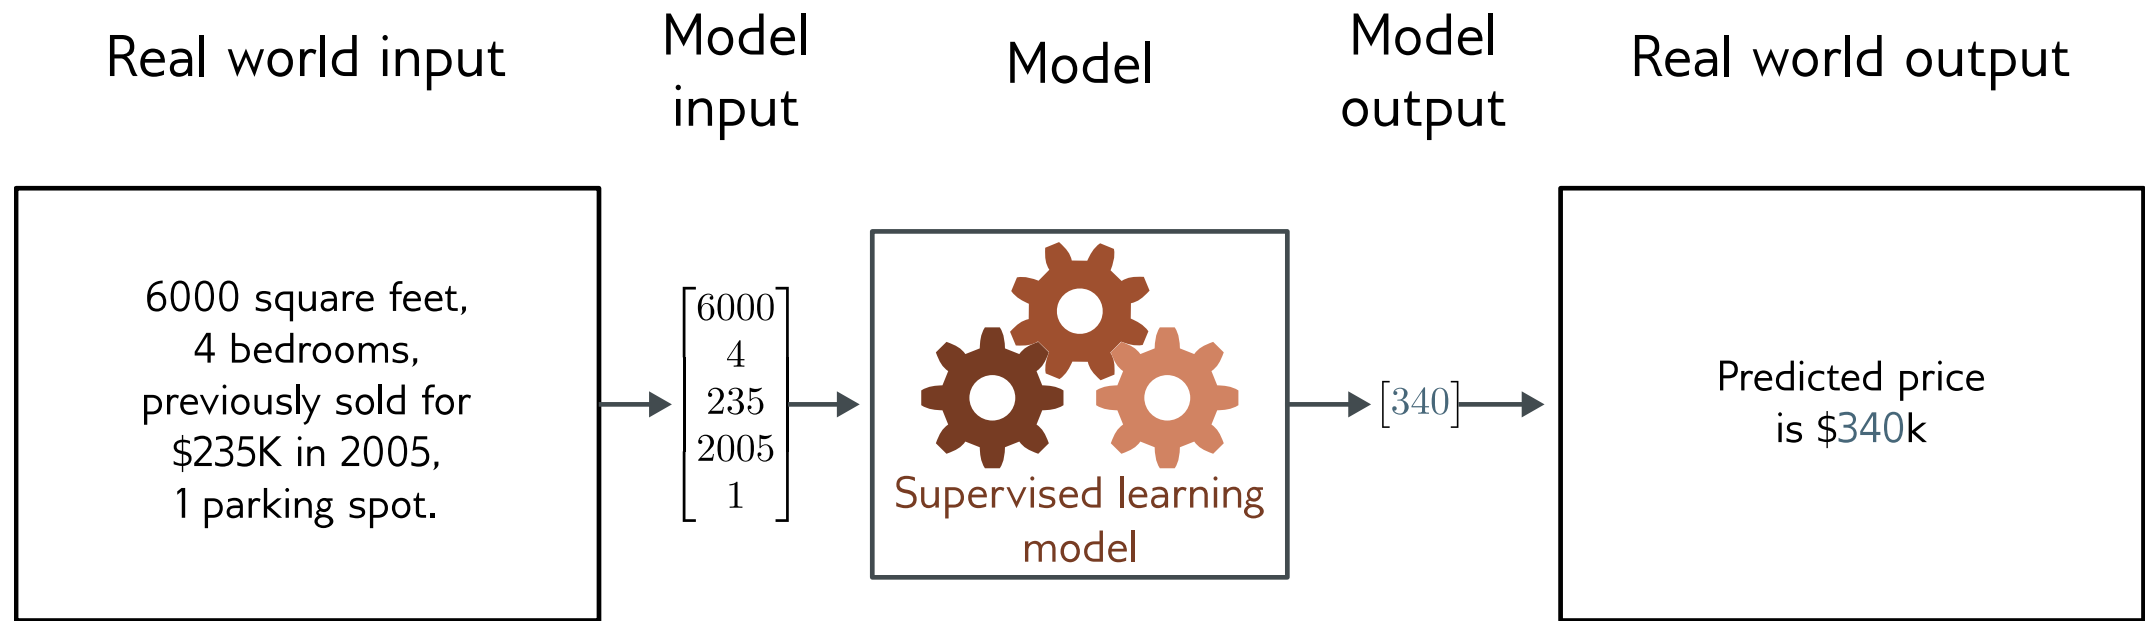 Real world input
Model
input
Model
Model
output
Real world output
6000 square feet,
4 bedrooms,
previously sold for
$235K in 2005,
1 parking spot.
6000
4
235
2005
1
Supervised learning
model
[340]
Predicted price
is $340k